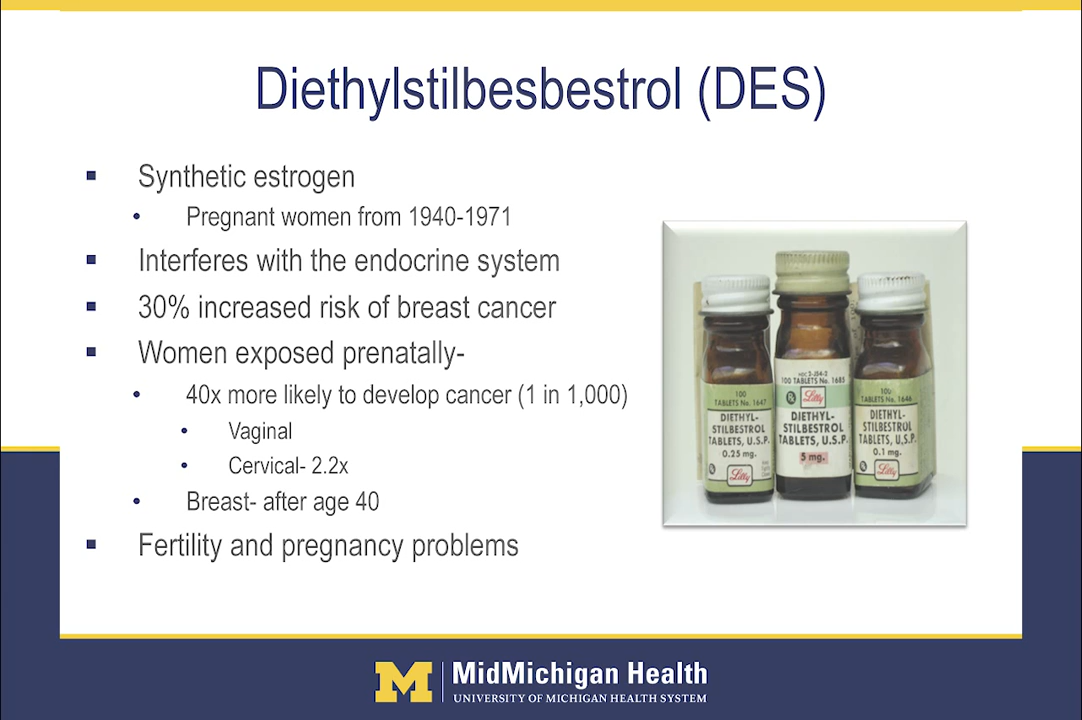 Diethylstilbesbestrol (DES)
Synthetic estrogen
Pregnant women from 1940-1971
Interferes with the endocrine system
30% increased risk of breast cancer
Women exposed prenatally-
40x more likely to develop cancer (1 in 1,000)
Vaginal
Cervical- 2.2x
Breast- after age 40
Fertility and pregnancy problems
100
TABLETS No. 1647
DIETHYL-
STILBESTROL
TABLETS, U.S.P.
0.25 mg.
Lilly
100 TABLETS No. 1685
Lilly
DIETHYL-
STILBESTROL
TABLETS, U.S.P.
5 mg.
100
TABLETS No. 1646
DIETHYL-
STILBESTROL
TABLETS, U.S.P.
0.1 mg.
Lilly
M
MidMichigan Health
UNIVERSITY OF MICHIGAN HEALTH SYSTEM